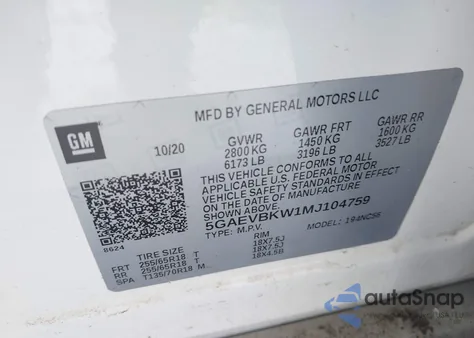 MFD BY GENERAL MOTORS LLC
GM
10/20 GVWR GAWR FRT GAWR RR
2800 KG 1450 KG 1600 KG
6173 LB 3196 LB 3527 LB
THIS VEHICLE CONFORMS TO ALL APPLICABLE U.S. FEDERAL MOTOR
VEHICLE SAFETY STANDARDS IN EFFECT ON
THE DATE OF MANUFACTURE
5GAEVBKW1MJ104759
8624 TYPE: M.P.V. MODEL: 194NC56
TIRE SIZE RIM
FRT 255/65R18 T 18X7.5J
RR 255/65R18 T 18X7.5J
SPA T135/70R18 M 18X4.5B
autoSnap